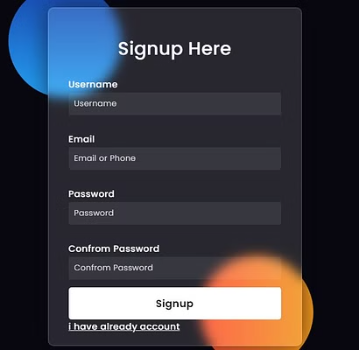 Signup Here
Username
Username
Email
Email or Phone
Password
Password
Confrom Password
Confrom Password
Signup
i have already account